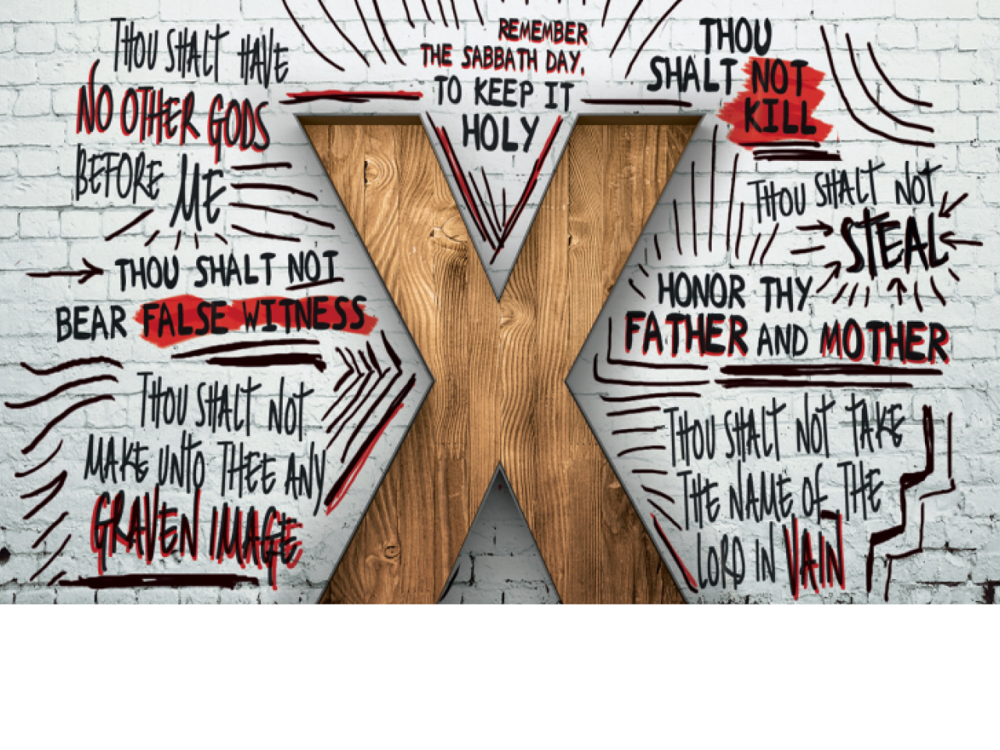 THOU SHALT HAVE
NO OTHER GODS
BEFORE ME
THOU SHALT NOT
BEAR FALSE WITNESS
THOU SHALT NOT
MAKE UNTO THEE ANY
GRAVEN IMAGE
REMEMBER
THE SABBATH DAY,
TO KEEP IT
HOLY
X
THOU
SHALT NOT
KILL
THOU SHALT NOT
STEAL
HONOR THY
FATHER AND MOTHER
THOU SHALT NOT TAKE
THE NAME Of THE
LORD IN VAIN